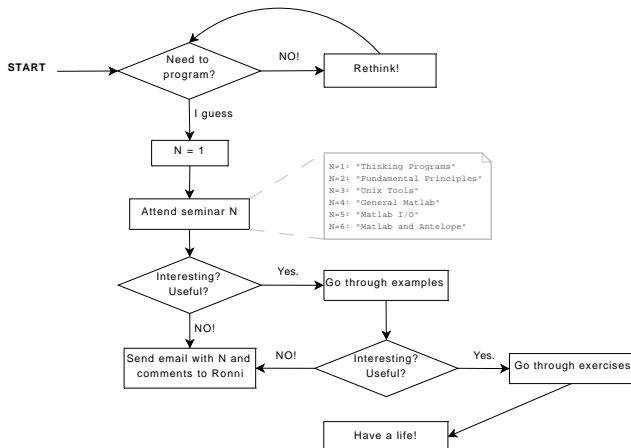 Need to
program?
START
NO!
Rethink!
I guess
N = 1
N=1: "Thinking Programs"
N=2: "Fundamental Principles"
N=3: "Unix Tools"
N=4: "General Matlab"
N=5: "Matlab I/O"
N=6: "Matlab and Antelope"
Attend seminar N
Interesting?
Useful?
Yes.
Go through examples
NO!
Send email with N and
comments to Ronni
NO!
Interesting?
Useful?
Yes.
Go through exercises
Have a life!